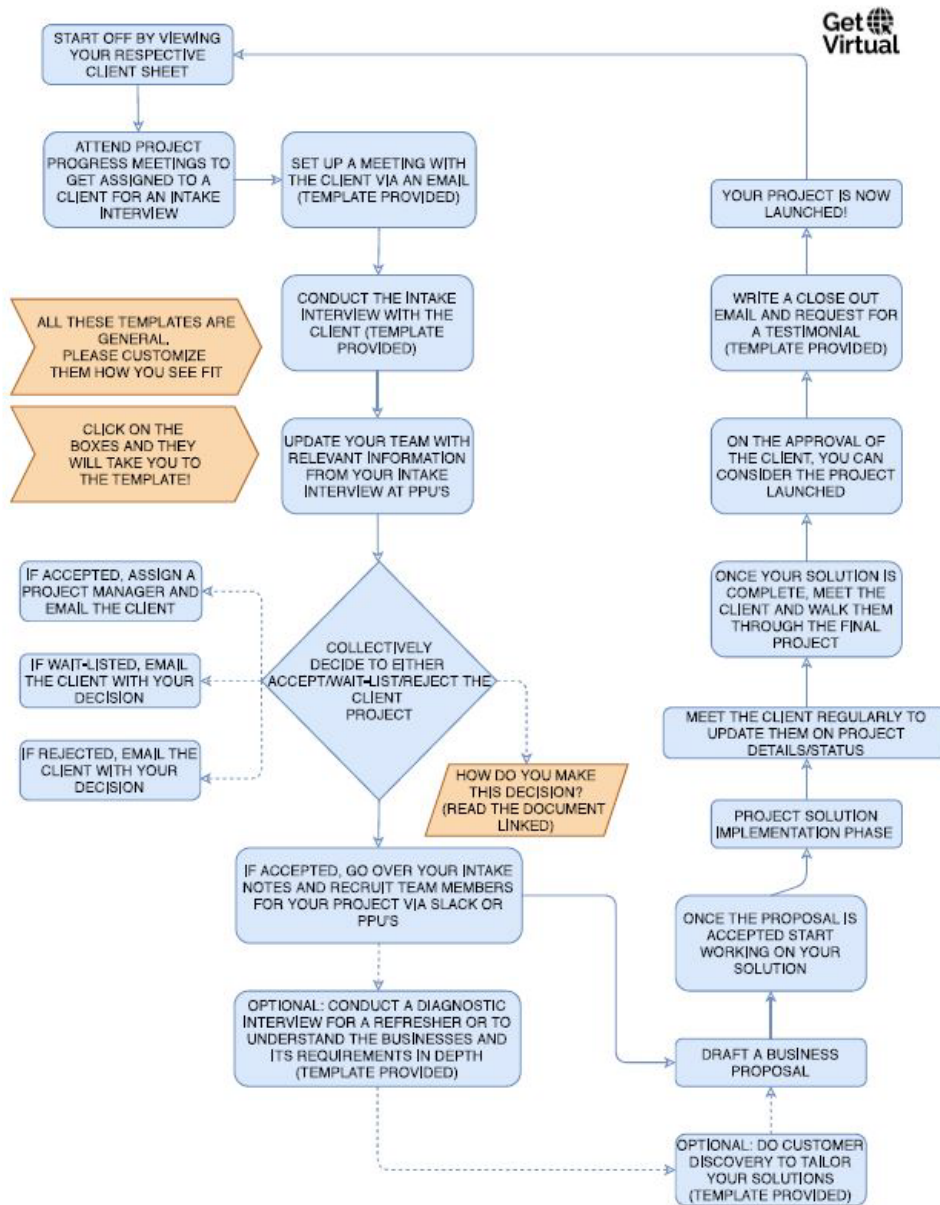 Get
Virtual
START OFF BY VIEWING
YOUR RESPECTIVE
CLIENT SHEET
ATTEND PROJECT
PROGRESS MEETINGS TO
GET ASSIGNED TO A
CLIENT FOR AN INTAKE
INTERVIEW
SET UP A MEETING WITH
THE CLIENT VIA AN EMAIL
(TEMPLATE PROVIDED)
CONDUCT THE INTAKE
INTERVIEW WITH THE
CLIENT (TEMPLATE
PROVIDED)
ALL THESE TEMPLATES ARE
GENERAL,
PLEASE CUSTOMIZE
THEM HOW YOU SEE FIT
CLICK ON THE
BOXES AND THEY
WILL TAKE YOU TO
THE TEMPLATE!
UPDATE YOUR TEAM WITH
RELEVANT INFORMATION
FROM YOUR INTAKE
INTERVIEW AT PPU'S
COLLECTIVELY
DECIDE TO EITHER
ACCEPT/WAIT-LIST/REJECT THE
CLIENT
PROJECT
IF ACCEPTED, ASSIGN A
PROJECT MANAGER AND
EMAIL THE CLIENT
IF WAIT-LISTED, EMAIL
THE CLIENT WITH YOUR
DECISION
IF REJECTED, EMAIL THE
CLIENT WITH YOUR
DECISION
HOW DO YOU MAKE
THIS DECISION?
(READ THE DOCUMENT
LINKED)
IF ACCEPTED, GO OVER YOUR INTAKE
NOTES AND RECRUIT TEAM MEMBERS
FOR YOUR PROJECT VIA SLACK OR
PPU'S
OPTIONAL: CONDUCT A DIAGNOSTIC
INTERVIEW FOR A REFRESHER OR TO
UNDERSTAND THE BUSINESSES AND
ITS REQUIREMENTS IN DEPTH
(TEMPLATE PROVIDED)
OPTIONAL: DO CUSTOMER
DISCOVERY TO TAILOR
YOUR SOLUTIONS
(TEMPLATE PROVIDED)
DRAFT A BUSINESS
PROPOSAL
ONCE THE PROPOSAL IS
ACCEPTED START
WORKING ON YOUR
SOLUTION
PROJECT SOLUTION
IMPLEMENTATION PHASE
MEET THE CLIENT REGULARLY TO
UPDATE THEM ON PROJECT
DETAILS/STATUS
ONCE YOUR SOLUTION IS
COMPLETE, MEET THE
CLIENT AND WALK THEM
THROUGH THE FINAL
PROJECT
ON THE APPROVAL OF
THE CLIENT, YOU CAN
CONSIDER THE PROJECT
LAUNCHED
WRITE A CLOSE OUT
EMAIL AND REQUEST FOR
A TESTIMONIAL
(TEMPLATE PROVIDED)
YOUR PROJECT IS NOW
LAUNCHED!